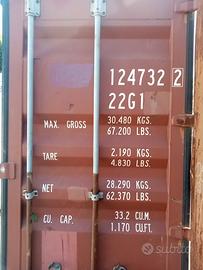 124732 2
22G1
MAX. GROSS 30.480 KGS.
67.200 LBS.
TARE 2.190 KGS.
4.830 LBS.
NET 28.290 KGS.
62.370 LBS.
CU. CAP. 33.2 CU.M.
1.170 CU.FT.
subito